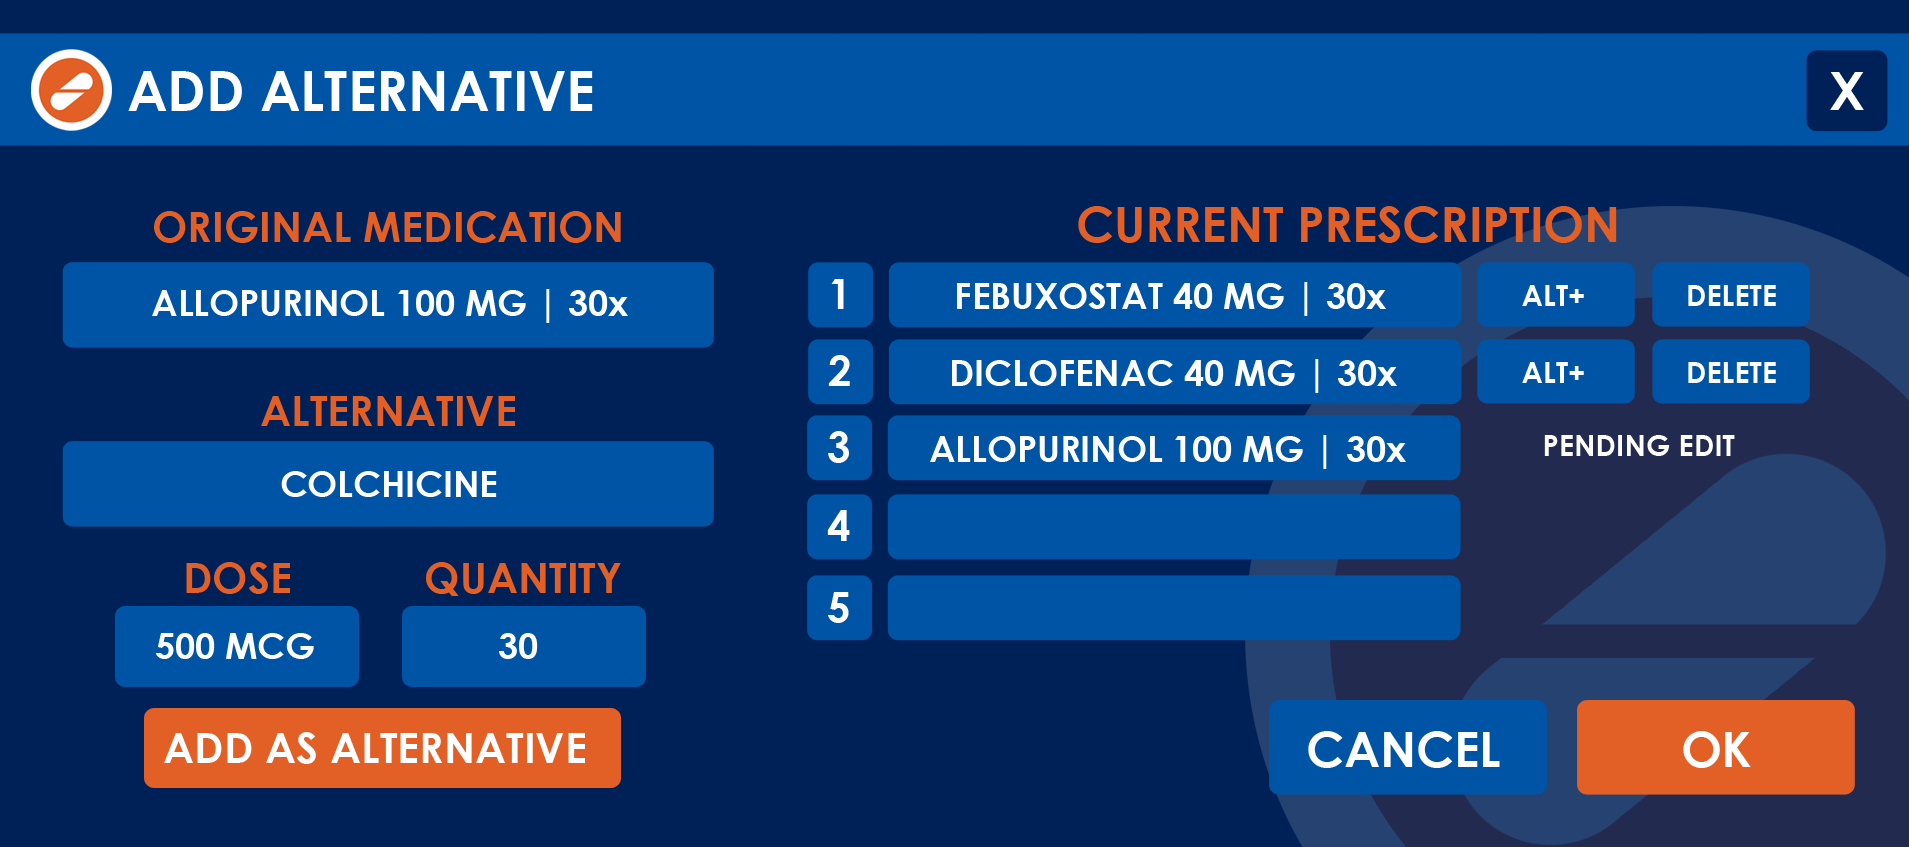 ADD ALTERNATIVE
X
ORIGINAL MEDICATION
ALLOPURINOL 100 MG | 30x
ALTERNATIVE
COLCHICINE
DOSE QUANTITY
500 MCG 30
ADD AS ALTERNATIVE
CURRENT PRESCRIPTION
1 FEBUXOSTAT 40 MG | 30x ALT+ DELETE
2 DICLOFENAC 40 MG | 30x ALT+ DELETE
3 ALLOPURINOL 100 MG | 30x PENDING EDIT
4
5
CANCEL OK